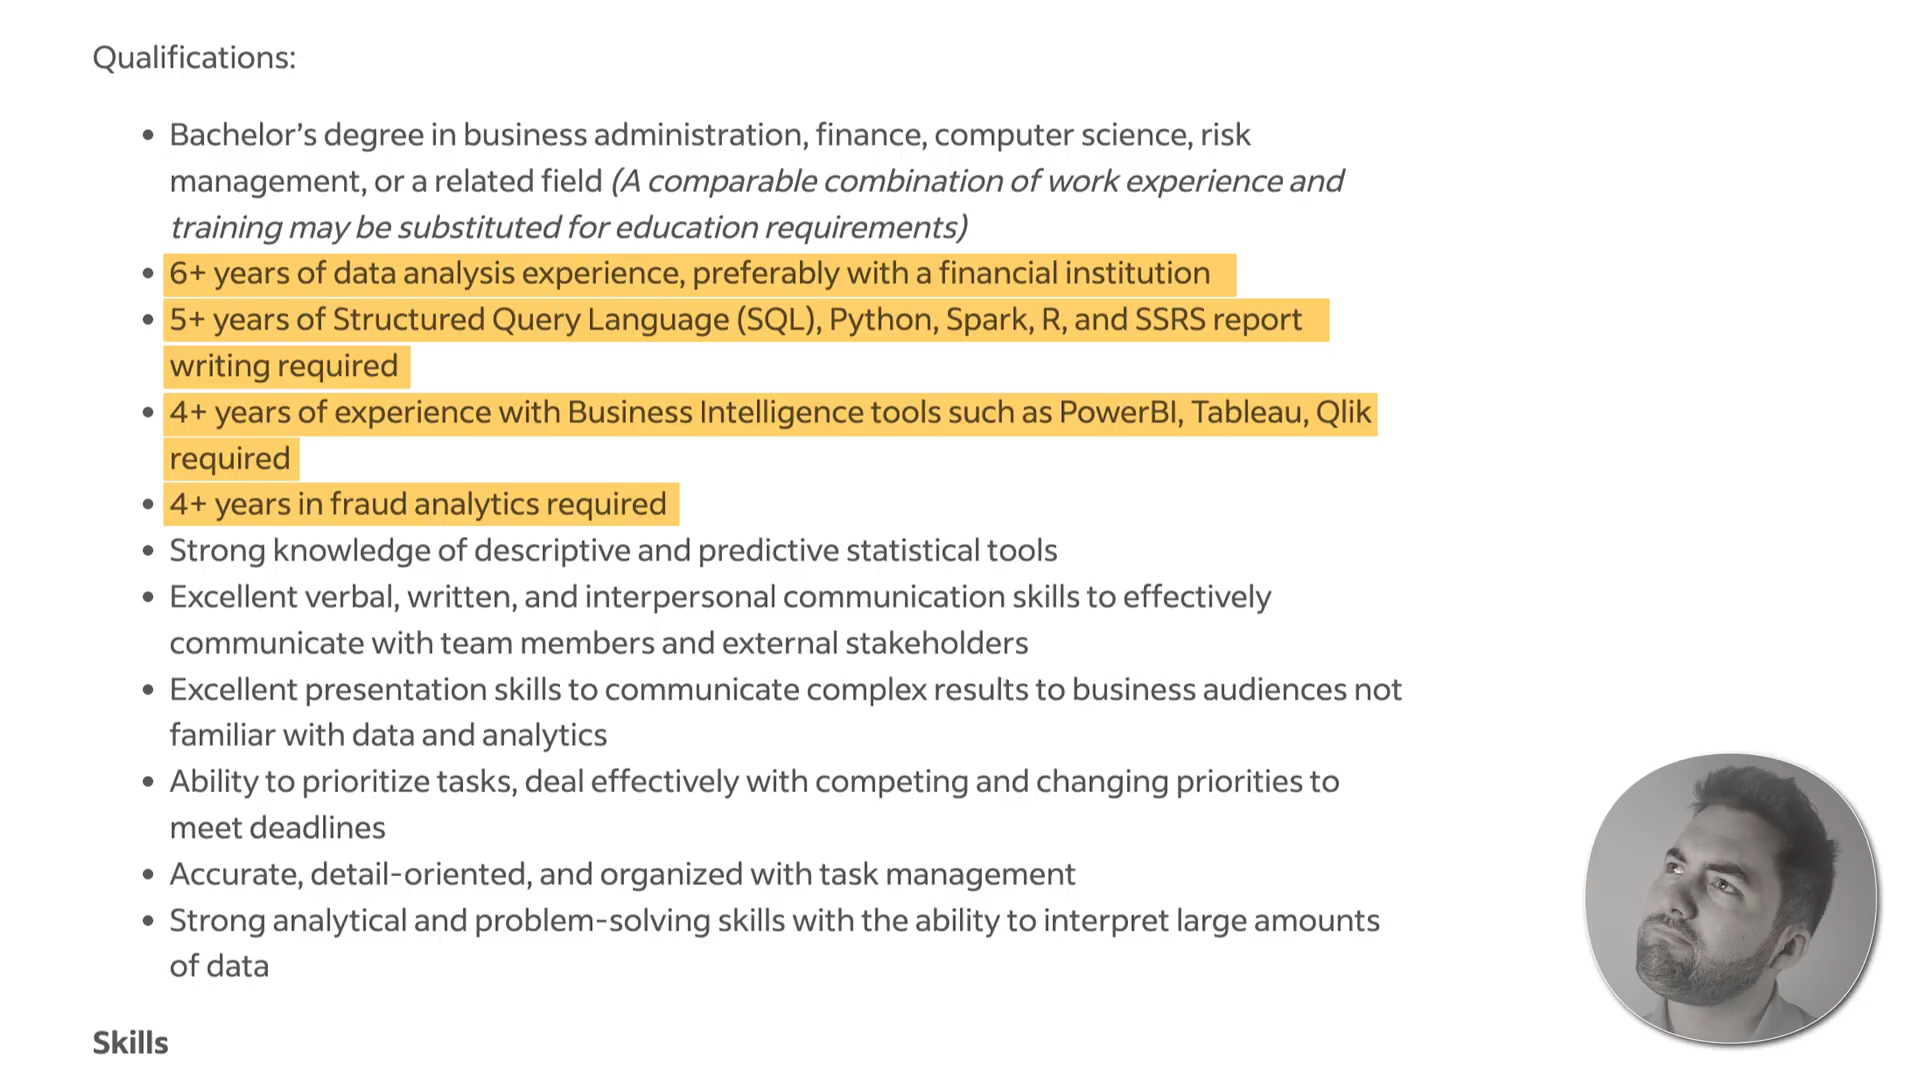 Qualifications:
• Bachelor’s degree in business administration, finance, computer science, risk
management, or a related field (A comparable combination of work experience and
training may be substituted for education requirements)
• 6+ years of data analysis experience, preferably with a financial institution
• 5+ years of Structured Query Language (SQL), Python, Spark, R, and SSRS report
writing required
• 4+ years of experience with Business Intelligence tools such as PowerBI, Tableau, Qlik
required
• 4+ years in fraud analytics required
• Strong knowledge of descriptive and predictive statistical tools
• Excellent verbal, written, and interpersonal communication skills to effectively
communicate with team members and external stakeholders
• Excellent presentation skills to communicate complex results to business audiences not
familiar with data and analytics
• Ability to prioritize tasks, deal effectively with competing and changing priorities to
meet deadlines
• Accurate, detail-oriented, and organized with task management
• Strong analytical and problem-solving skills with the ability to interpret large amounts
of data
Skills